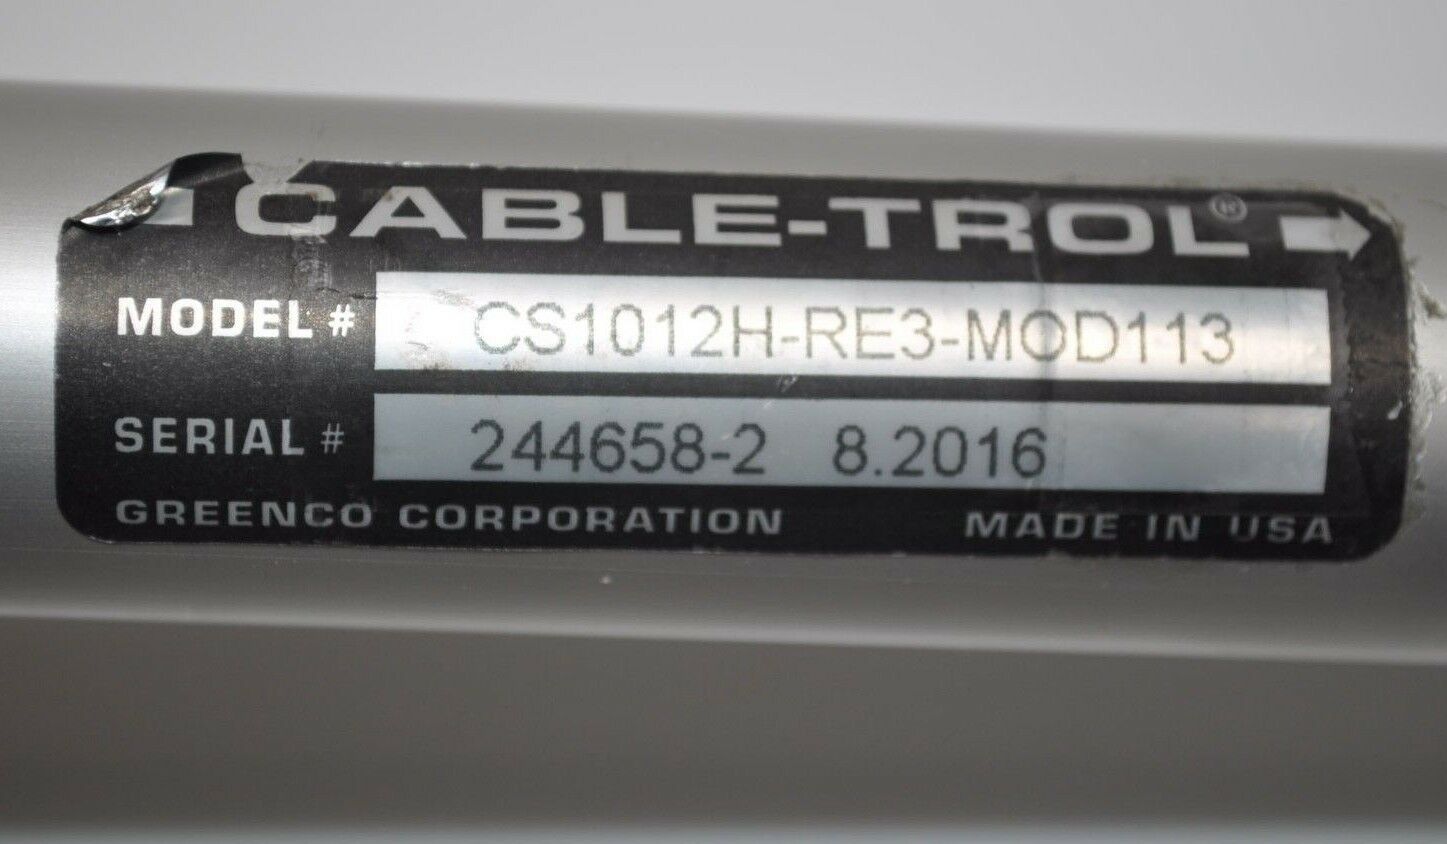 CABLE-TROL®
MODEL # CS1012H-RE3-MOD113
SERIAL # 244658-2 8.2016
GREENCO CORPORATION MADE IN USA